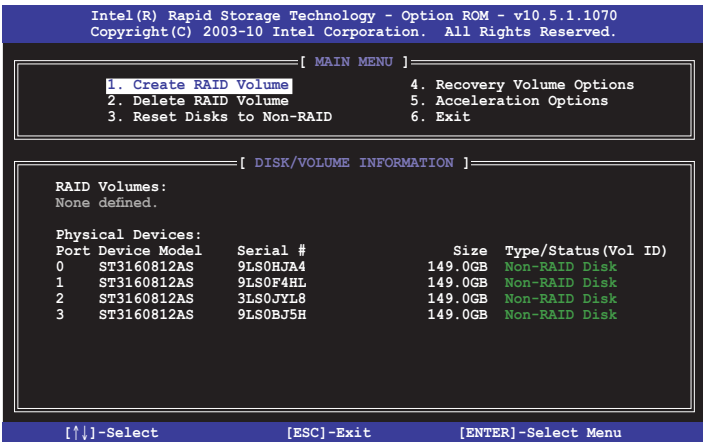 Intel(R) Rapid Storage Technology - Option ROM - v10.5.1.1070
Copyright(C) 2003-10 Intel Corporation.  All Rights Reserved.
[ MAIN MENU ]
1. Create RAID Volume
2. Delete RAID Volume
3. Reset Disks to Non-RAID
4. Recovery Volume Options
5. Acceleration Options
6. Exit
[ DISK/VOLUME INFORMATION ]
RAID Volumes:
None defined.
Physical Devices:
Port Device Model Serial # Size Type/Status(Vol ID)
0 ST3160812AS 9LS0HJA4 149.0GB Non-RAID Disk
1 ST3160812AS 9LS0F4HL 149.0GB Non-RAID Disk
2 ST3160812AS 3LS0JYL8 149.0GB Non-RAID Disk
3 ST3160812AS 9LS0BJ5H 149.0GB Non-RAID Disk
[↑↓]-Select [ESC]-Exit [ENTER]-Select Menu